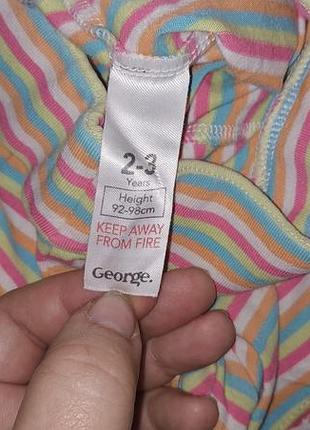 2-3
Years
Height
92-98cm
KEEP AWAY
FROM FIRE
George.